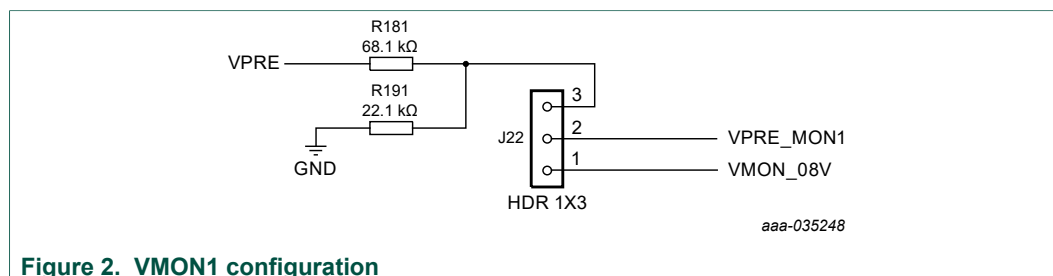 R181
68.1 kΩ
VPRE
R191
22.1 kΩ
GND
3
J22
2
VPRE_MON1
1
VMON_08V
HDR 1X3
aaa-035248
Figure 2. VMON1 configuration